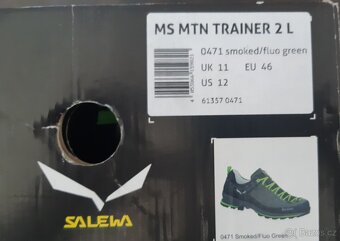 MS MTN TRAINER 2 L
0471 smoked/fluo green
UK 11 EU 46
US 12
61357 0471
SALEWA
0471 Smoked/Fluo Green